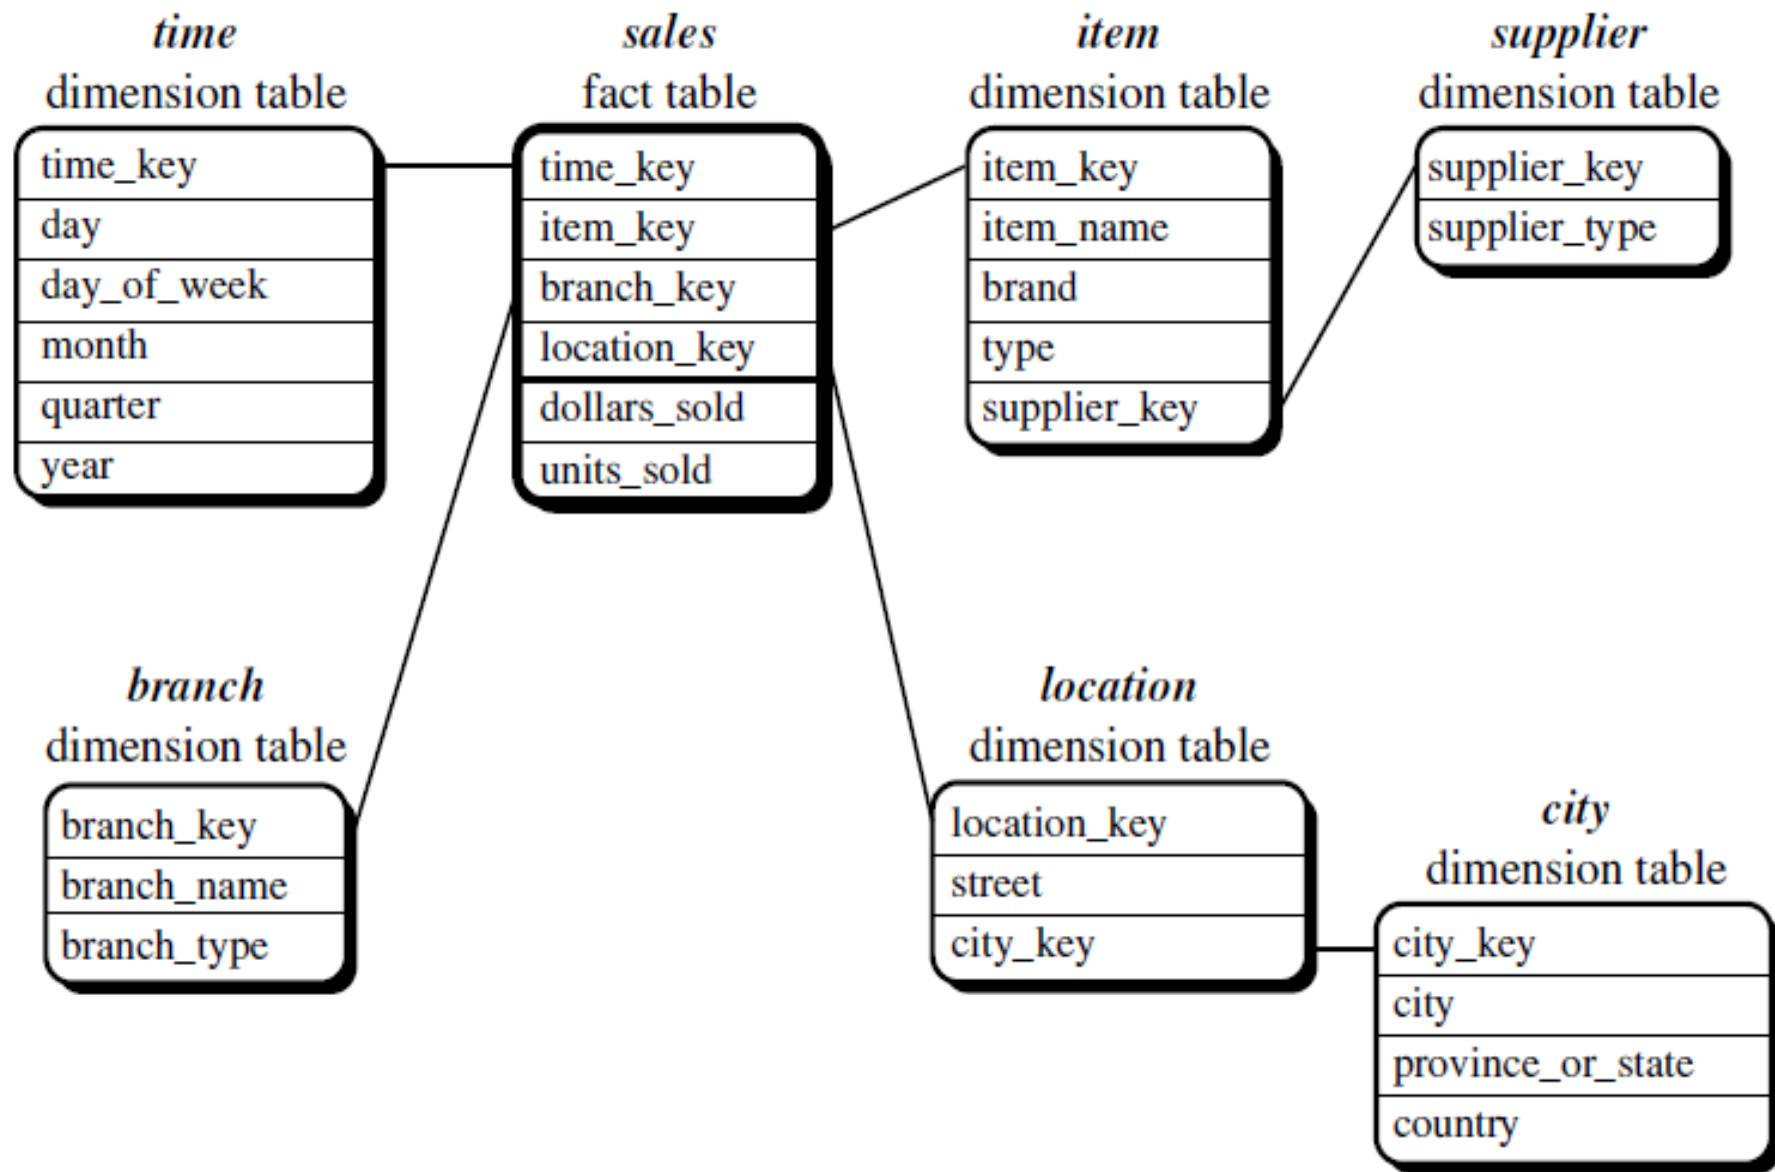 time
dimension table
time_key
day
day_of_week
month
quarter
year
sales
fact table
time_key
item_key
branch_key
location_key
dollars_sold
units_sold
item
dimension table
item_key
item_name
brand
type
supplier_key
supplier
dimension table
supplier_key
supplier_type
branch
dimension table
branch_key
branch_name
branch_type
location
dimension table
location_key
street
city_key
city
dimension table
city_key
city
province_or_state
country